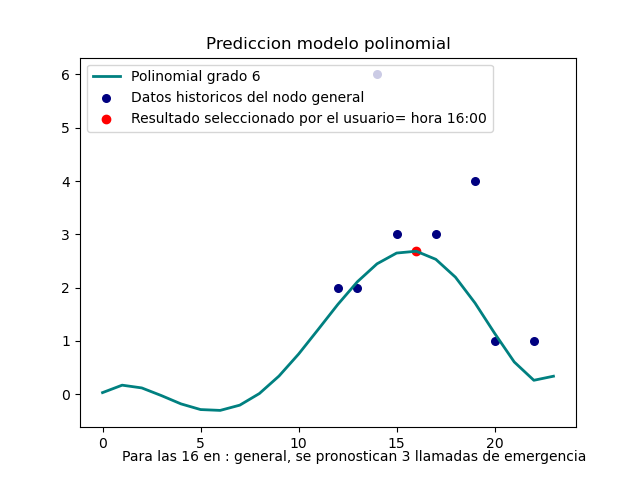 Prediccion modelo polinomial
6
5
4
3
2
1
0
Polinomial grado 6
Datos historicos del nodo general
Resultado seleccionado por el usuario= hora 16:00
0 5 10 15 20
Para las 16 en : general, se pronostican 3 llamadas de emergencia